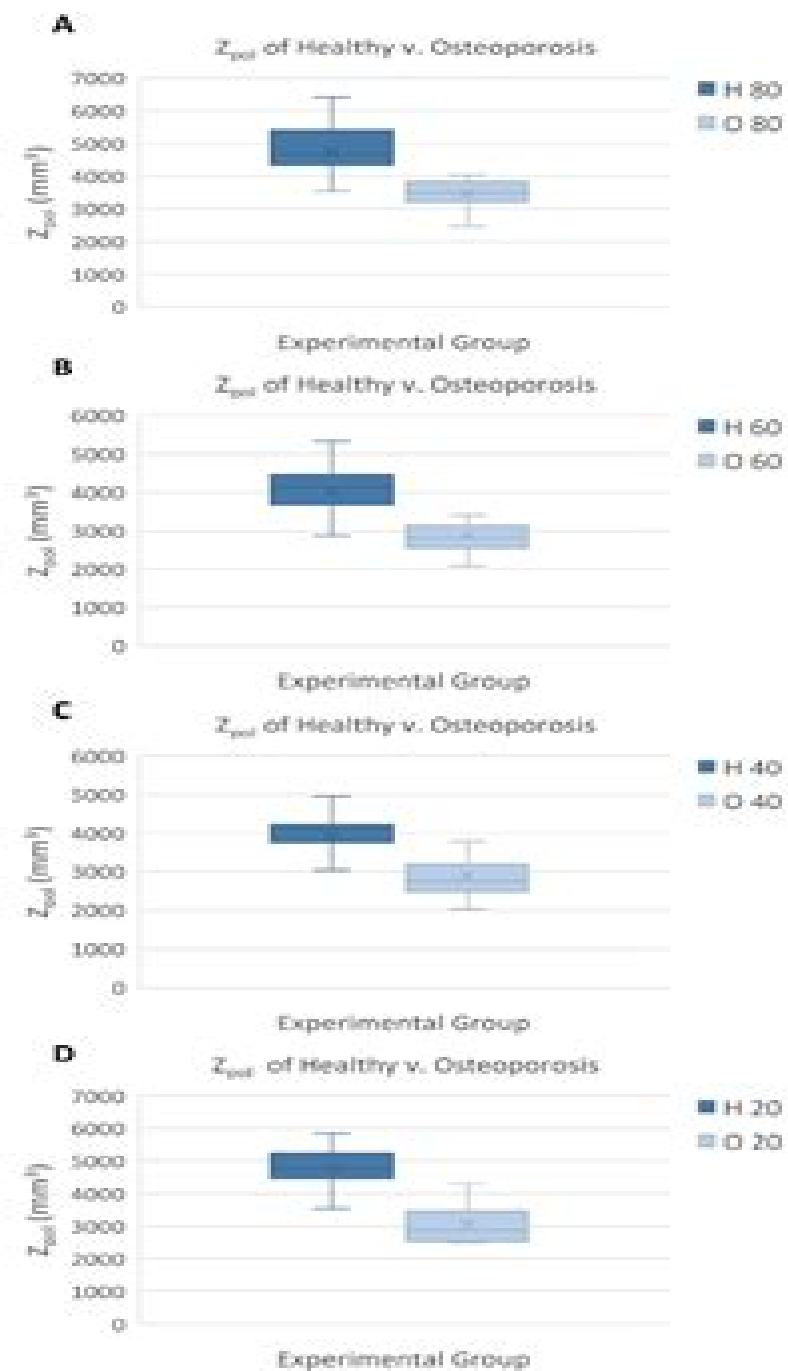 A
Zpol of Healthy v. Osteoporosis
7000
6000
5000
4000
3000
2000
1000
0
Zpol (mm³)
H 80
O 80
Experimental Group
B
Zpol of Healthy v. Osteoporosis
6000
5000
4000
3000
2000
1000
0
Zpol (mm³)
H 60
O 60
Experimental Group
C
Zpol of Healthy v. Osteoporosis
6000
5000
4000
3000
2000
1000
0
Zpol (mm³)
H 40
O 40
Experimental Group
D
Zpol of Healthy v. Osteoporosis
7000
6000
5000
4000
3000
2000
1000
0
Zpol (mm³)
H 20
O 20
Experimental Group